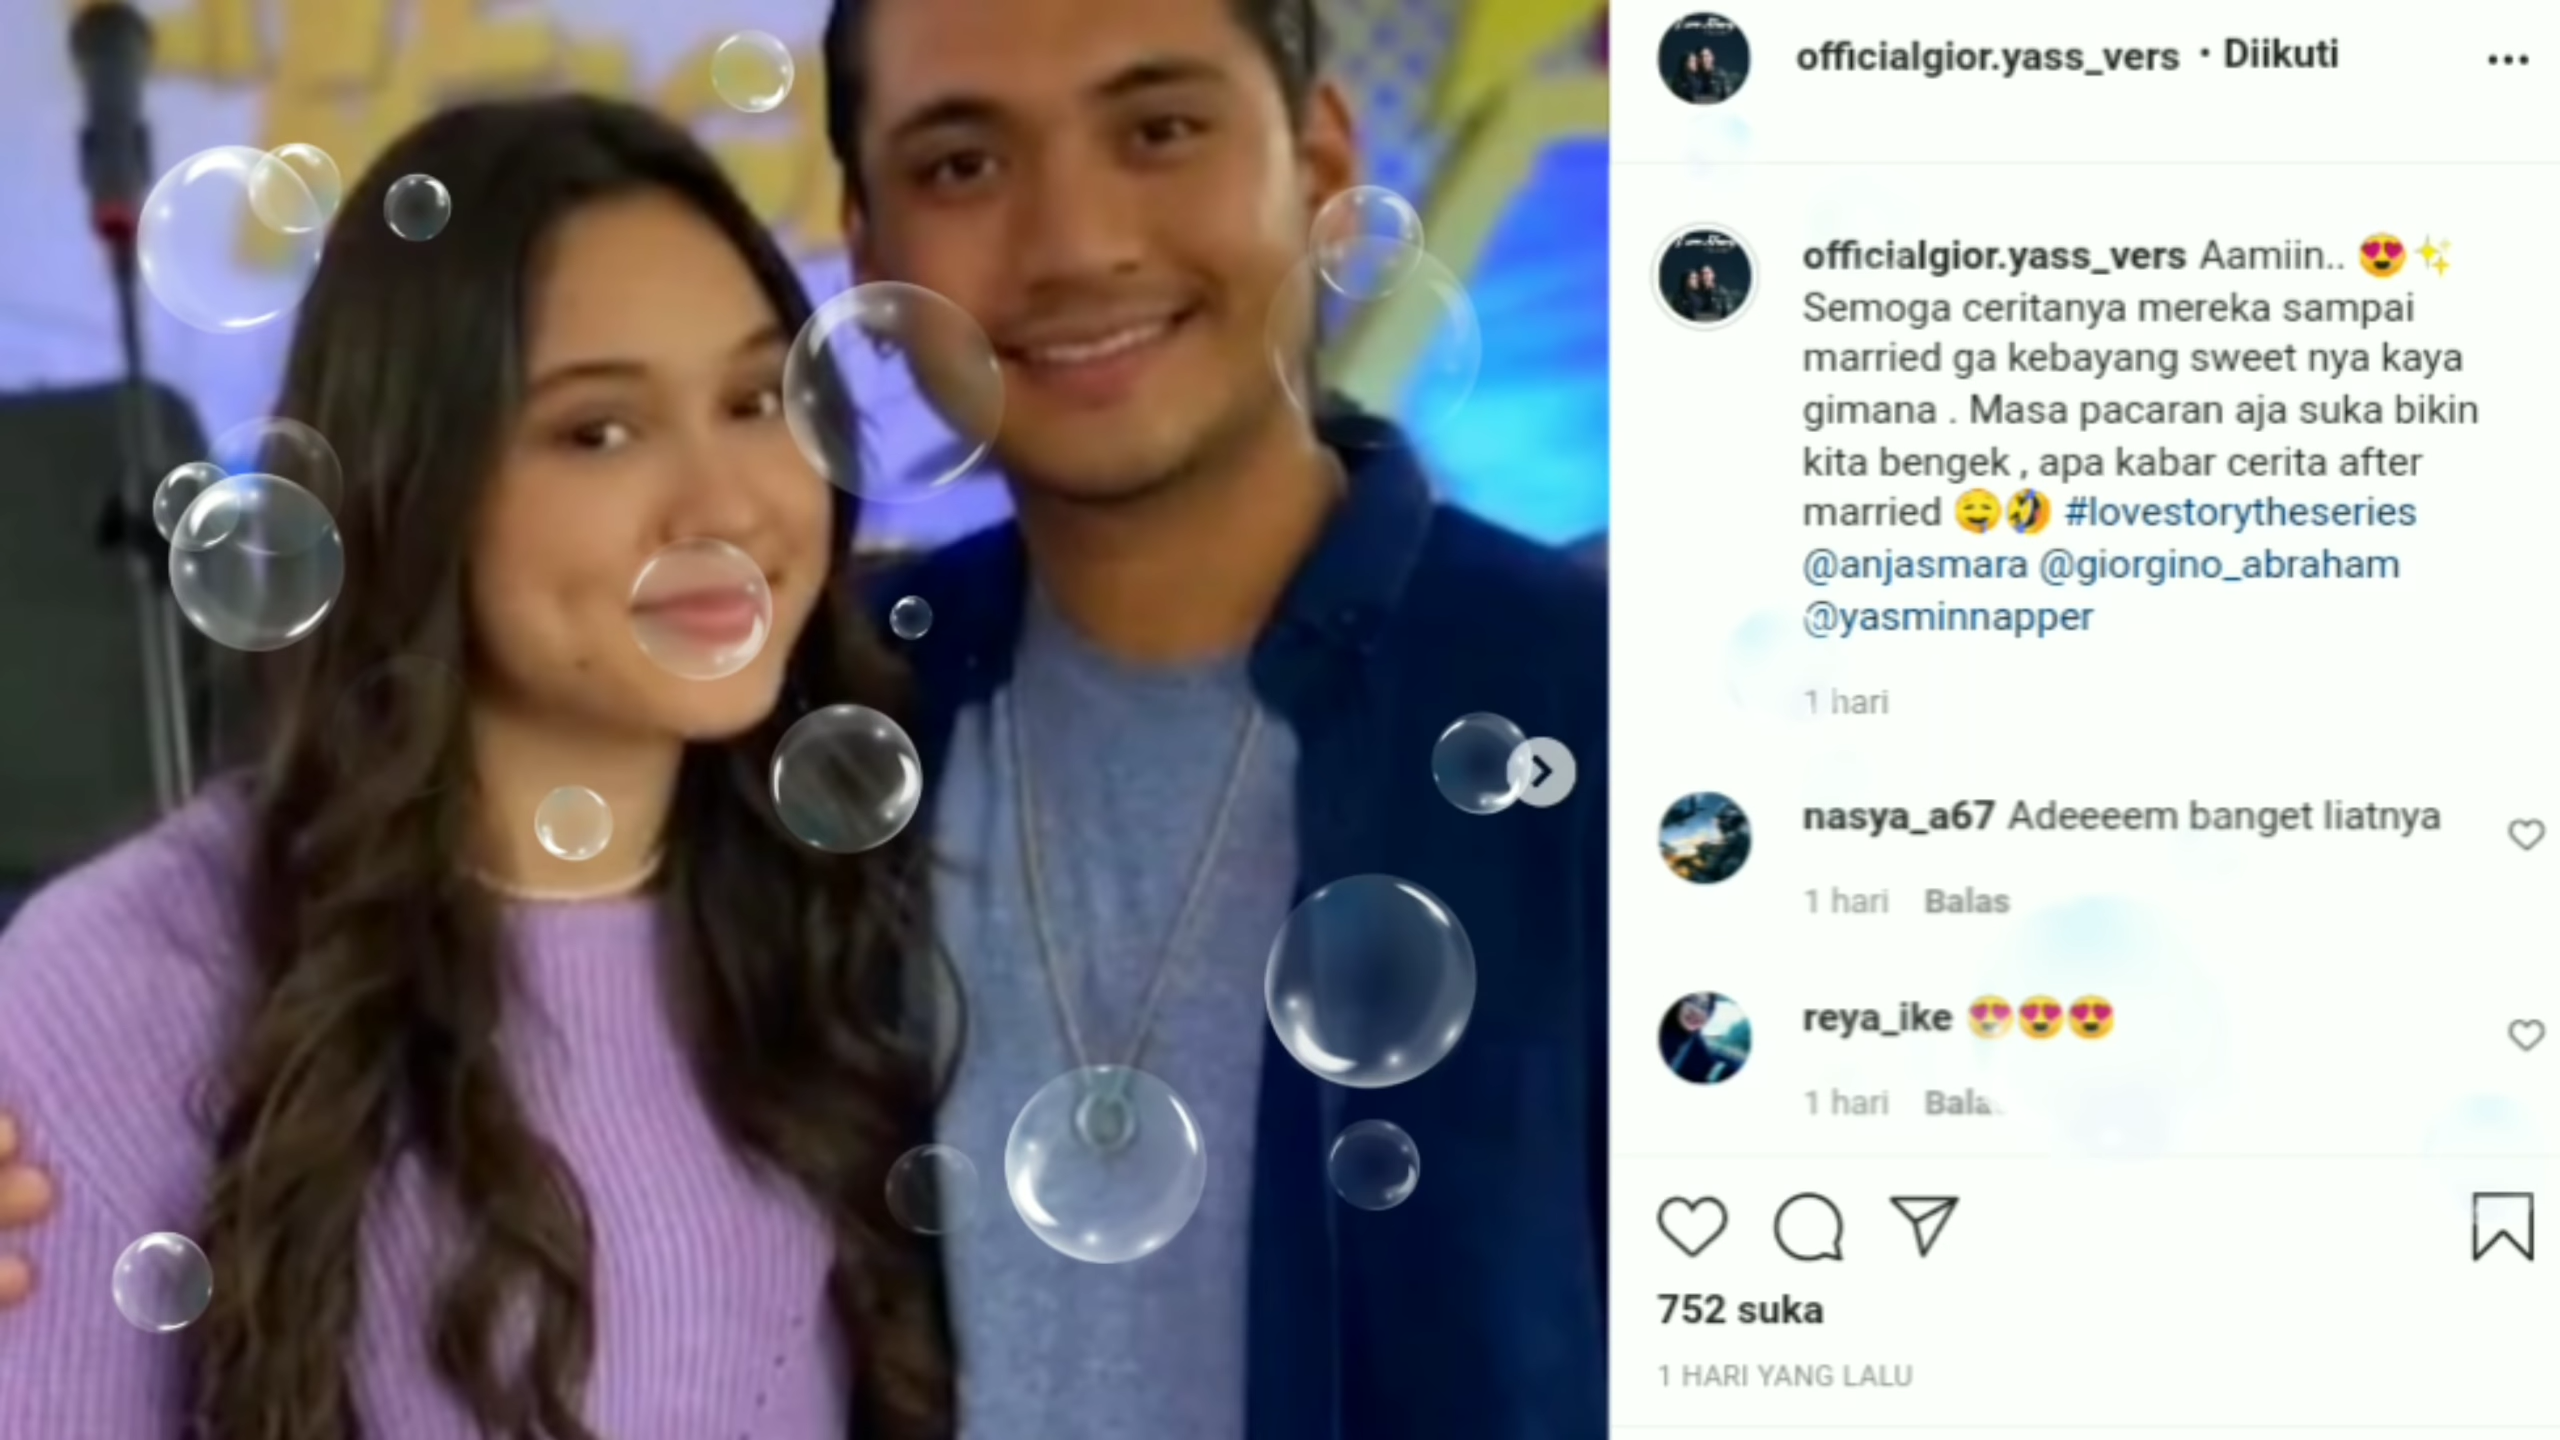 officialgior.yass_vers • Diikuti
officialgior.yass_vers Aamiin.. 😍✨
Semoga ceritanya mereka sampai
married ga kebayang sweet nya kaya
gimana . Masa pacaran aja suka bikin
kita bengek , apa kabar cerita after
married 🤤🤣 #lovestorytheseries
@anjasmara @giorgino_abraham
@yasminnapper
1 hari
nasya_a67 Adeeeem banget liatnya
1 hari Balas
reya_ike 😍😍😍
1 hari
752 suka
1 HARI YANG LALU